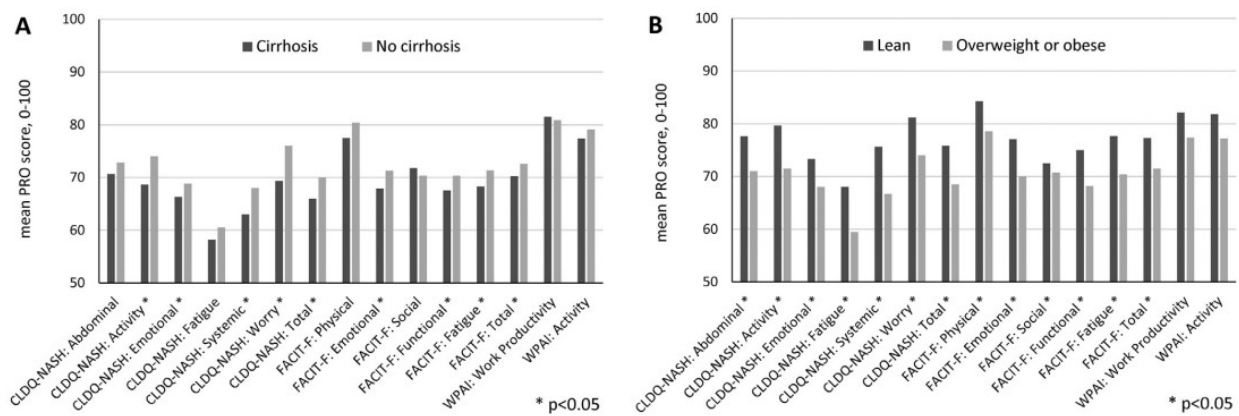 A
mean PRO score, 0-100
100
90
80
70
60
50
Cirrhosis
No cirrhosis
CLDQ-NASH: Abdominal
CLDQ-NASH: Activity *
CLDQ-NASH: Emotional *
CLDQ-NASH: Fatigue
CLDQ-NASH: Systemic *
CLDQ-NASH: Worry *
CLDQ-NASH: Total *
FACIT-F: Physical
FACIT-F: Emotional *
FACIT-F: Social
FACIT-F: Functional *
FACIT-F: Fatigue *
FACIT-F: Total *
WPAI: Work Productivity
WPAI: Activity
* p<0.05
B
mean PRO score, 0-100
100
90
80
70
60
50
Lean
Overweight or obese
CLDQ-NASH: Abdominal *
CLDQ-NASH: Activity *
CLDQ-NASH: Emotional *
CLDQ-NASH: Fatigue *
CLDQ-NASH: Systemic *
CLDQ-NASH: Worry *
CLDQ-NASH: Total *
FACIT-F: Physical *
FACIT-F: Emotional *
FACIT-F: Social *
FACIT-F: Functional *
FACIT-F: Fatigue *
FACIT-F: Total *
WPAI: Work Productivity
WPAI: Activity
* p<0.05